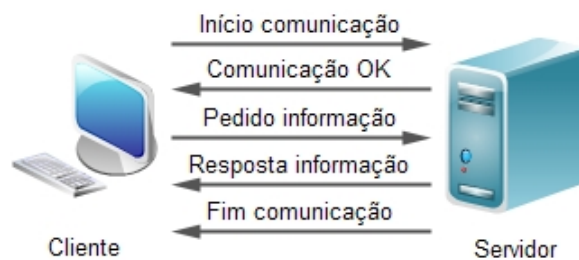 Início comunicação
Comunicação OK
Pedido informação
Resposta informação
Fim comunicação
Cliente
Servidor